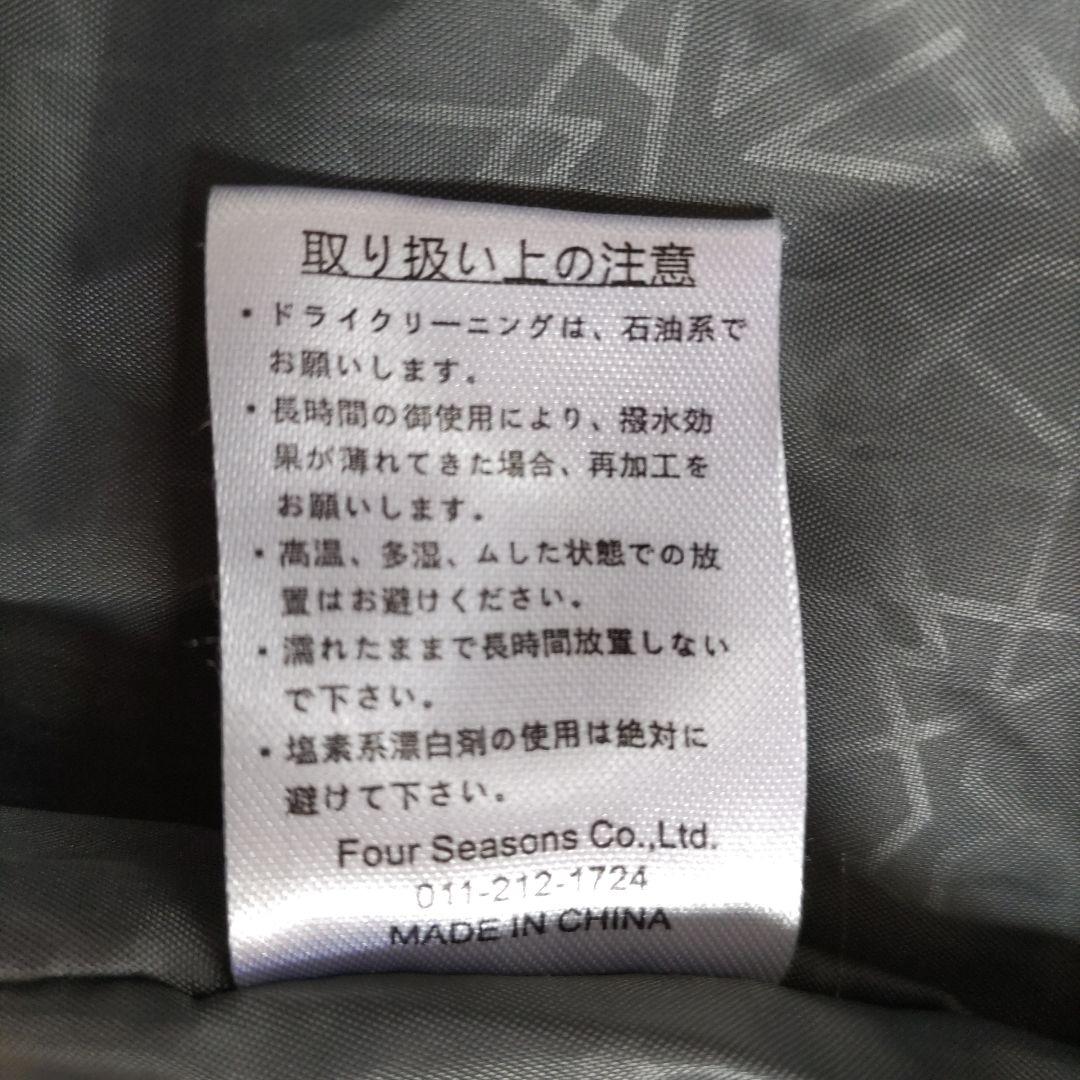 取り扱い上の注意
・ドライクリーニングは、石油系で
お願いします。
・長時間の御使用により、撥水効
果が薄れてきた場合、再加工を
お願いします。
・高温、多湿、ムした状態での放
置はお避けください。
・濡れたままで長時間放置しない
で下さい。
・塩素系漂白剤の使用は絶対に
避けて下さい。
Four Seasons Co.,Ltd.
011-212-1724
MADE IN CHINA